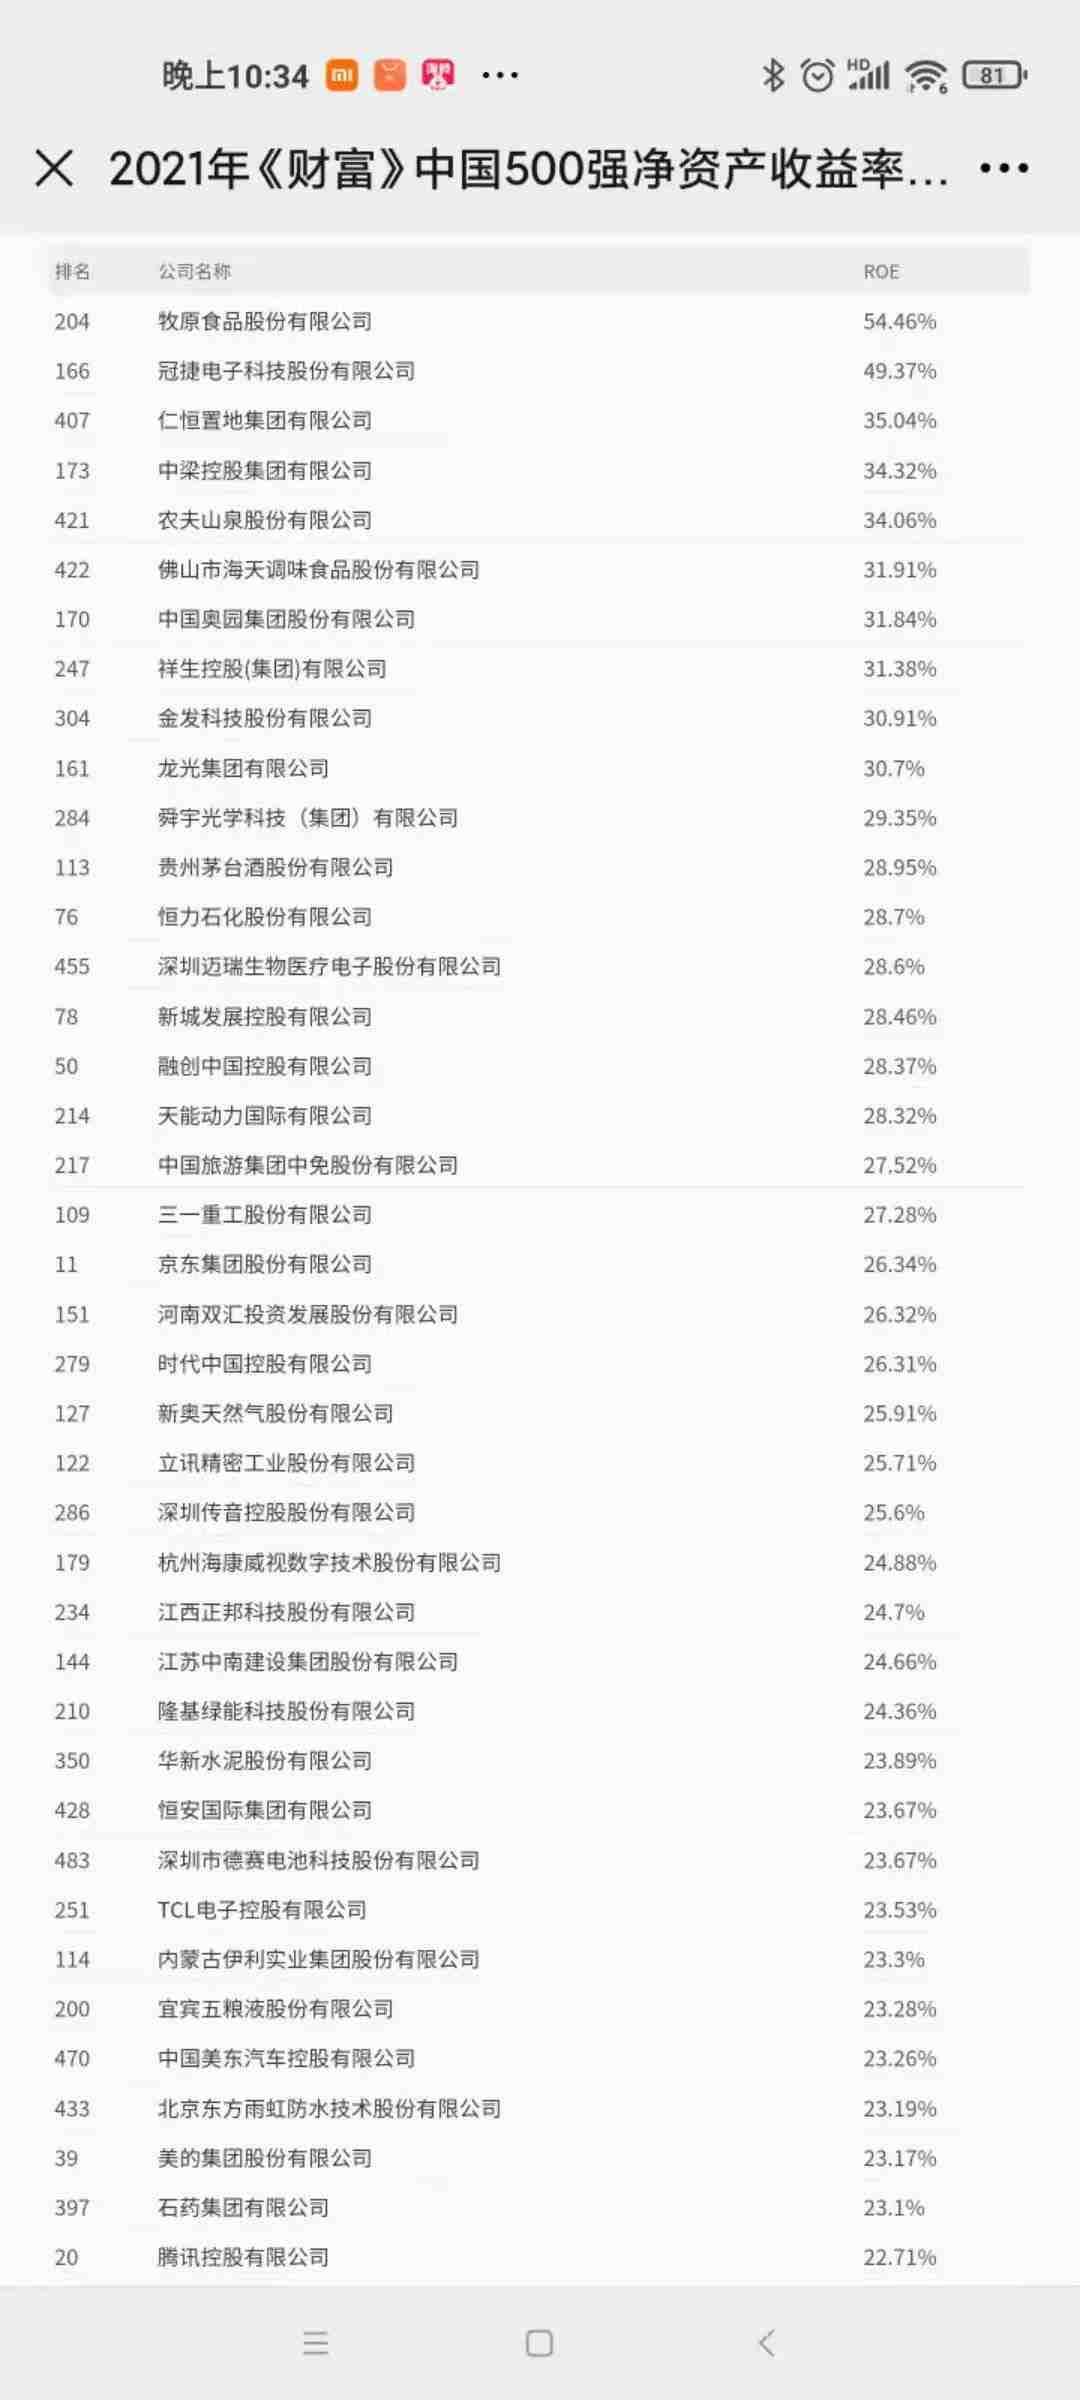 晚上10:34
HD
6
81
2021年《财富》中国500强净资产收益率...
排名 公司名称 ROE
204 牧原食品股份有限公司 54.46%
166 冠捷电子科技股份有限公司 49.37%
407 仁恒置地集团有限公司 35.04%
173 中梁控股集团有限公司 34.32%
421 农夫山泉股份有限公司 34.06%
422 佛山市海天调味食品股份有限公司 31.91%
170 中国奥园集团股份有限公司 31.84%
247 祥生控股(集团)有限公司 31.38%
304 金发科技股份有限公司 30.91%
161 龙光集团有限公司 30.7%
284 舜宇光学科技（集团）有限公司 29.35%
113 贵州茅台酒股份有限公司 28.95%
76 恒力石化股份有限公司 28.7%
455 深圳迈瑞生物医疗电子股份有限公司 28.6%
78 新城发展控股有限公司 28.46%
50 融创中国控股有限公司 28.37%
214 天能动力国际有限公司 28.32%
217 中国旅游集团中免股份有限公司 27.52%
109 三一重工股份有限公司 27.28%
11 京东集团股份有限公司 26.34%
151 河南双汇投资发展股份有限公司 26.32%
279 时代中国控股有限公司 26.31%
127 新奥天然气股份有限公司 25.91%
122 立讯精密工业股份有限公司 25.71%
286 深圳传音控股股份有限公司 25.6%
179 杭州海康威视数字技术股份有限公司 24.88%
234 江西正邦科技股份有限公司 24.7%
144 江苏中南建设集团股份有限公司 24.66%
210 隆基绿能科技股份有限公司 24.36%
350 华新水泥股份有限公司 23.89%
428 恒安国际集团有限公司 23.67%
483 深圳市德赛电池科技股份有限公司 23.67%
251 TCL电子控股有限公司 23.53%
114 内蒙古伊利实业集团股份有限公司 23.3%
200 宜宾五粮液股份有限公司 23.28%
470 中国美东汽车控股有限公司 23.26%
433 北京东方雨虹防水技术股份有限公司 23.19%
39 美的集团股份有限公司 23.17%
397 石药集团有限公司 23.1%
20 腾讯控股有限公司 22.71%